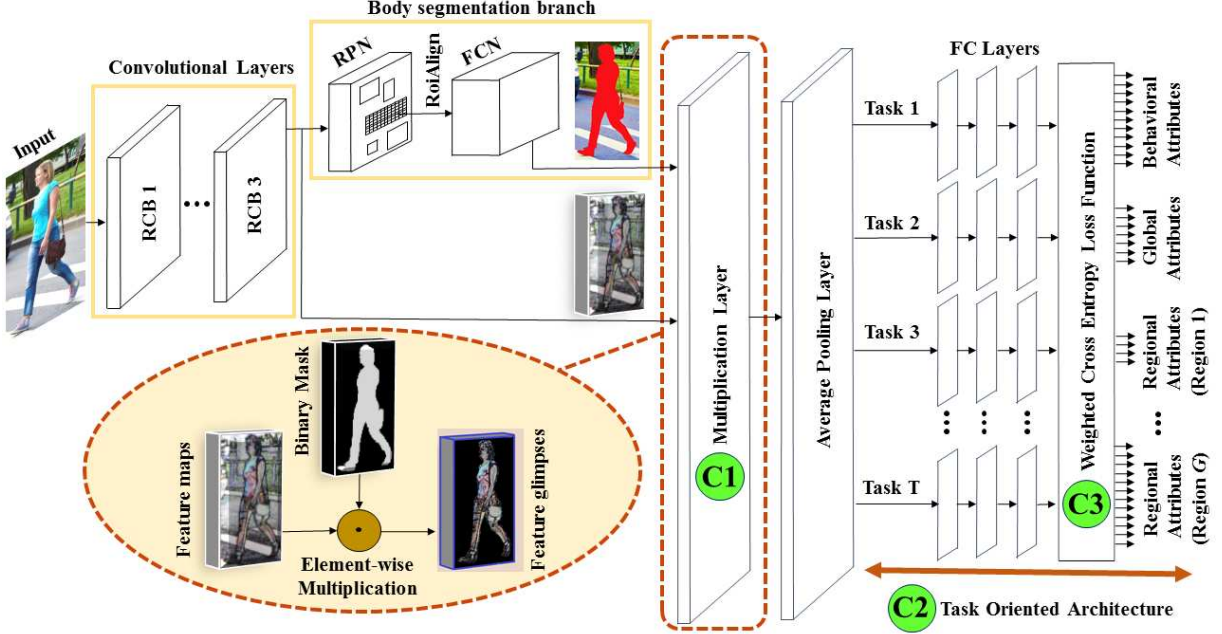 Body segmentation branch
Convolutional Layers
RPN
RoiAlign
FCN
FC Layers
Input
RCB 1
RCB 3
Multiplication Layer
C1
Average Pooling Layer
Task 1
Task 2
Task 3
Task T
Weighted Cross Entropy Loss Function
C3
Behavioral
Attributes
Global
Attributes
Regional
Attributes
(Region 1)
Regional
Attributes
(Region G)
Feature maps
Binary Mask
Feature glimpses
Element-wise
Multiplication
C2 Task Oriented Architecture